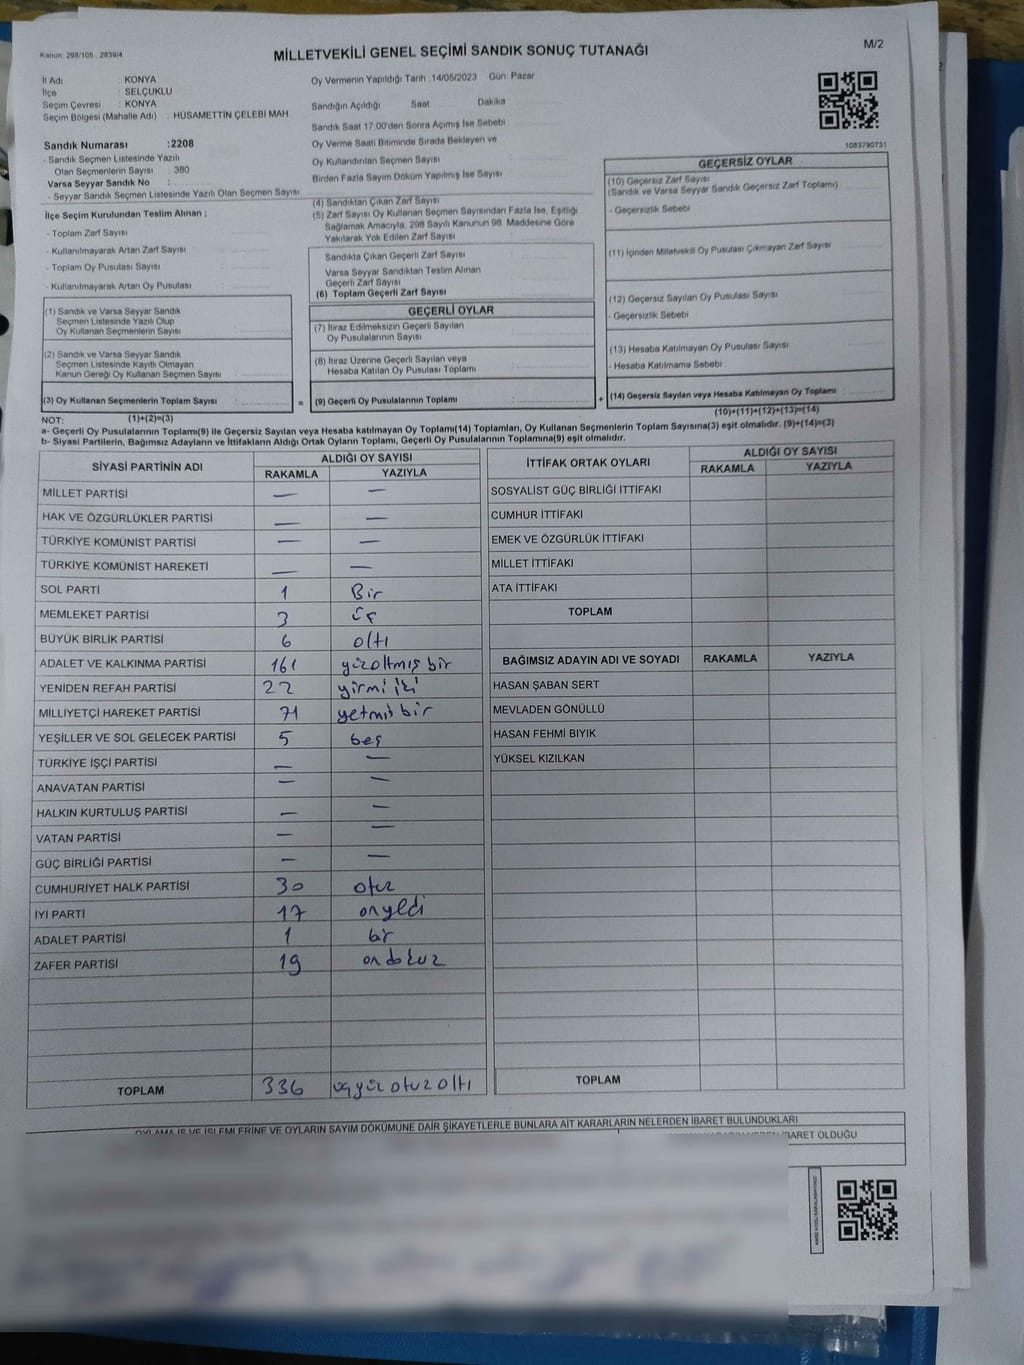 Kanun: 298/105 , 2839/4
MİLLETVEKİLİ GENEL SEÇİMİ SANDIK SONUÇ TUTANAĞI
M/2
İl Adı : KONYA
İlçe : SELÇUKLU
Seçim Çevresi : KONYA
Seçim Bölgesi (Mahalle Adı) : HÜSAMETTİN ÇELEBİ MAH
Sandık Numarası :2208
- Sandık Seçmen Listesinde Yazılı
Olan Seçmenlerin Sayısı : 380
Varsa Seyyar Sandık No :
- Seyyar Sandık Seçmen Listesinde Yazılı Olan Seçmen Sayısı
İlçe Seçim Kurulundan Teslim Alınan ;
- Toplam Zarf Sayısı
- Kullanılmayarak Artan Zarf Sayısı
- Toplam Oy Pusulası Sayısı
- Kullanılmayarak Artan Oy Pusulası
Oy Vermenin Yapıldığı Tarih :14/05/2023 Gün: Pazar
Sandığın Açıldığı Saat Dakika
Sandık Saat 17.00'den Sonra Açımış İse Sebebi
Oy Verme Saati Bitiminde Sırada Bekleyen ve
Oy Kullandırılan Seçmen Sayısı
Birden Fazla Sayım Döküm Yapılmış İse Sayısı
(4) Sandıktan Çıkan Zarf Sayısı
(5) Zarf Sayısı Oy Kullanan Seçmen Sayısından Fazla İse, Eşitliği
Sağlamak Amacıyla, 298 Sayılı Kanunun 98. Maddesine Göre
Yakılarak Yok Edilen Zarf Sayısı
Sandıkta Çıkan Geçerli Zarf Sayısı
Varsa Seyyar Sandıktan Teslim Alınan
Geçerli Zarf Sayısı
(6) Toplam Geçerli Zarf Sayısı
1083790731
GEÇERSİZ OYLAR
(10) Geçersiz Zarf Sayısı
(Sandık ve Varsa Seyyar Sandık Geçersiz Zarf Toplamı)
- Geçersizlik Sebebi
(11) İçinden Milletvekili Oy Pusulası Çıkmayan Zarf Sayısı
(12) Geçersiz Sayılan Oy Pusulası Sayısı
- Geçersizlik Sebebi
(13) Hesaba Katılmayan Oy Pusulası Sayısı
- Hesaba Katılmama Sebebi
(14) Geçersiz Sayılan veya Hesaba Katılmayan Oy Toplamı
(10)+(11)+(12)+(13)=(14)
(1) Sandık ve Varsa Seyyar Sandık
Seçmen Listesinde Yazılı Olup
Oy Kullanan Seçmenlerin Sayısı
(2) Sandık ve Varsa Seyyar Sandık
Seçmen Listesinde Kayıtlı Olmayan
Kanun Gereği Oy Kullanan Seçmen Sayısı
(3) Oy Kullanan Seçmenlerin Toplam Sayısı
(1)+(2)=(3)
GEÇERLİ OYLAR
(7) İtiraz Edilmeksizin Geçerli Sayılan
Oy Pusulalarının Sayısı
(8) İtiraz Üzerine Geçerli Sayılan veya
Hesaba Katılan Oy Pusulası Toplamı
= (9) Geçerli Oy Pusulalarının Toplamı +
NOT:
a- Geçerli Oy Pusulalarının Toplamı(9) ile Geçersiz Sayılan veya Hesaba katılmayan Oy Toplamı(14) Toplamları, Oy Kullanan Seçmenlerin Toplam Sayısına(3) eşit olmalıdır. (9)+(14)=(3)
b- Siyasi Partilerin, Bağımsız Adayların ve İttifakların Aldığı Ortak Oyların Toplamı, Geçerli Oy Pusulalarının Toplamına(9) eşit olmalıdır.
SİYASİ PARTİNİN ADI ALDIĞI OY SAYISI
RAKAMLA YAZIYLA
MİLLET PARTİSİ — —
HAK VE ÖZGÜRLÜKLER PARTİSİ — —
TÜRKİYE KOMÜNİST PARTİSİ — —
TÜRKİYE KOMÜNİST HAREKETİ — —
SOL PARTİ 1 Bir
MEMLEKET PARTİSİ 3 üç
BÜYÜK BİRLİK PARTİSİ 6 altı
ADALET VE KALKINMA PARTİSİ 161 yüzaltmış bir
YENİDEN REFAH PARTİSİ 22 yirmi iki
MİLLİYETÇİ HAREKET PARTİSİ 71 yetmiş bir
YEŞİLLER VE SOL GELECEK PARTİSİ 5 beş
TÜRKİYE İŞÇİ PARTİSİ — —
ANAVATAN PARTİSİ — —
HALKIN KURTULUŞ PARTİSİ — —
VATAN PARTİSİ — —
GÜÇ BİRLİĞİ PARTİSİ — —
CUMHURİYET HALK PARTİSİ 30 otuz
İYİ PARTİ 17 onyedi
ADALET PARTİSİ 1 bir
ZAFER PARTİSİ 19 on dokuz
TOPLAM 336 üçyüz otuz altı
İTTİFAK ORTAK OYLARI ALDIĞI OY SAYISI
RAKAMLA YAZIYLA
SOSYALİST GÜÇ BİRLİĞİ İTTİFAKI
CUMHUR İTTİFAKI
EMEK VE ÖZGÜRLÜK İTTİFAKI
MİLLET İTTİFAKI
ATA İTTİFAKI
TOPLAM
BAĞIMSIZ ADAYIN ADI VE SOYADI RAKAMLA YAZIYLA
HASAN ŞABAN SERT
MEVLADEN GÖNÜLLÜ
HASAN FEHMİ BIYIK
YÜKSEL KIZILKAN
TOPLAM
OYLAMA İŞ VE İŞLEMLERİNE VE OYLARIN SAYIM DÖKÜMÜNE DAİR ŞİKAYETLERLE BUNLARA AİT KARARLARIN NELERDEN İBARET BULUNDUKLARI
İBARET OLDUĞU